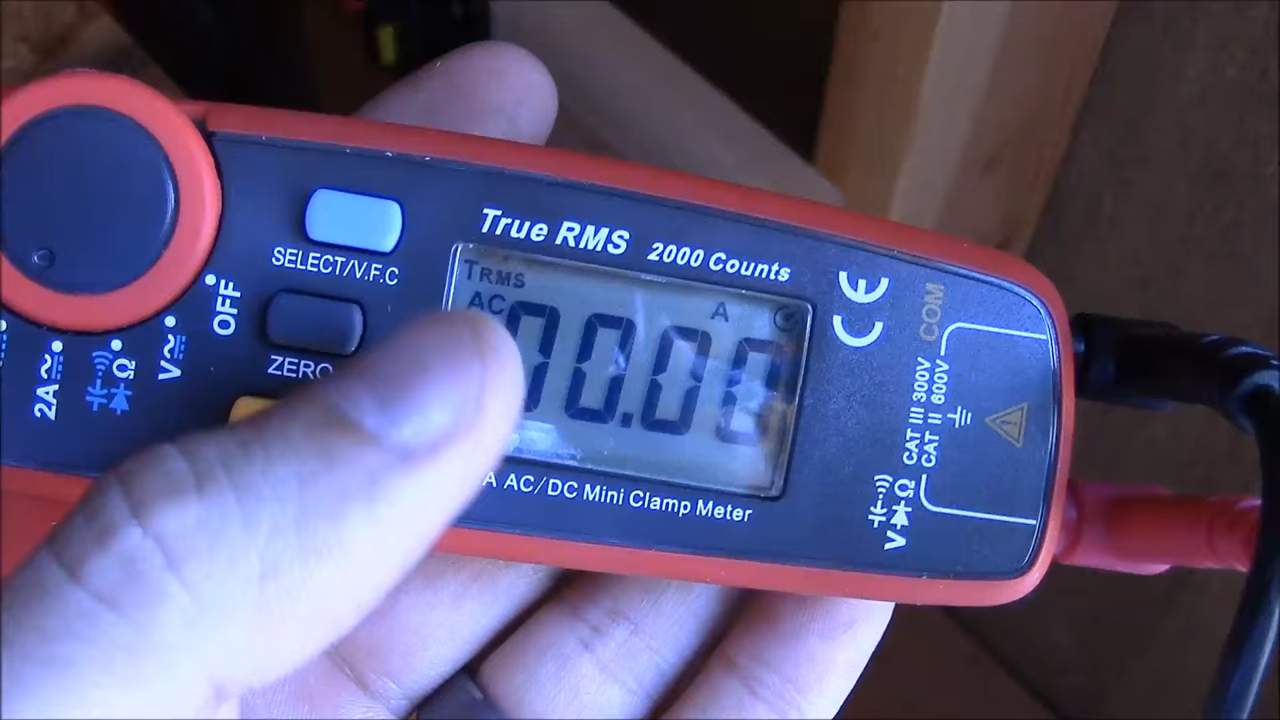 True RMS 2000 Counts
SELECT/V.F.C
ZERO
OFF
V
Ω
2A
TRMS
AC
A
00.00
A AC/DC Mini Clamp Meter
CE
COM
CAT III 300V
CAT II 600V
V Ω